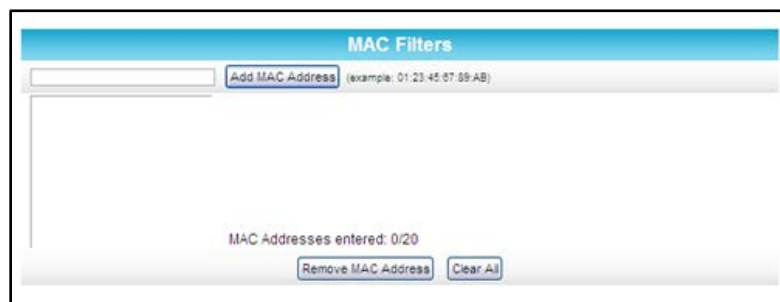 MAC Filters
Add MAC Address (example: 01:23:45:67:89:AB)
MAC Addresses entered: 0/20
Remove MAC Address Clear All